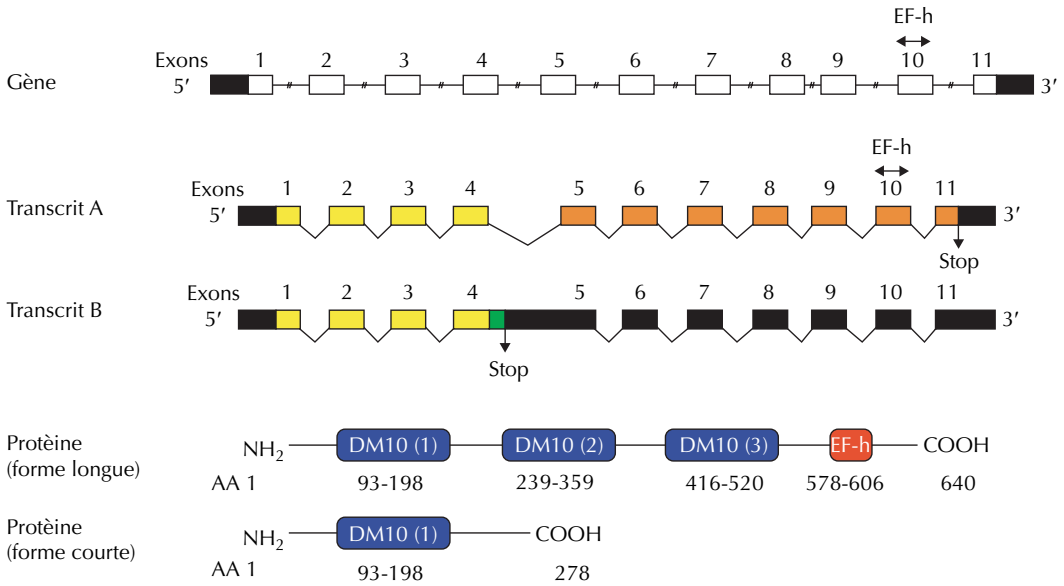 EF-h
Exons 1 2 3 4 5 6 7 8 9 10 11
Gène 5′ 3′
EF-h
Exons 1 2 3 4 5 6 7 8 9 10 11
Transcrit A 5′ 3′
Stop
Exons 1 2 3 4 5 6 7 8 9 10 11
Transcrit B 5′ 3′
Stop
Protèine NH2 DM10 (1) DM10 (2) DM10 (3) EF-h COOH
(forme longue)
AA 1 93-198 239-359 416-520 578-606 640
Protèine NH2 DM10 (1) COOH
(forme courte)
AA 1 93-198 278